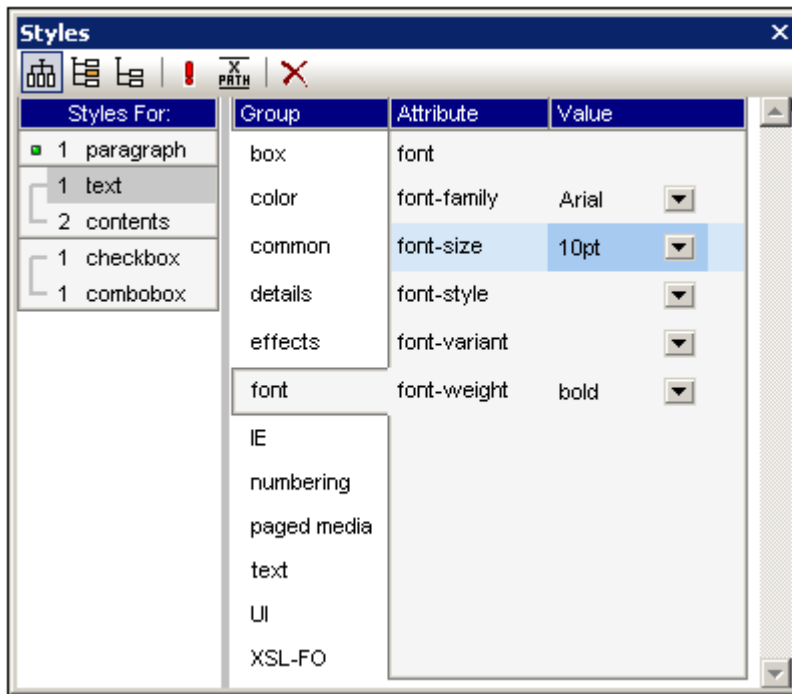 Styles
X
PATH
Styles For: Group Attribute Value
1 paragraph
1 text
2 contents
1 checkbox
1 combobox
box font
color font-family Arial
common font-size 10pt
details font-style
effects font-variant
font font-weight bold
IE
numbering
paged media
text
UI
XSL-FO